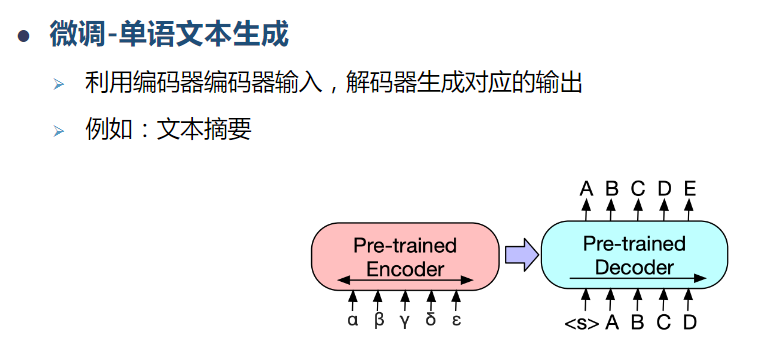 微调-单语文本生成
利用编码器编码器输入，解码器生成对应的输出
例如：文本摘要
A B C D E
Pre-trained
Encoder
Pre-trained
Decoder
α β γ δ ε
<s> A B C D